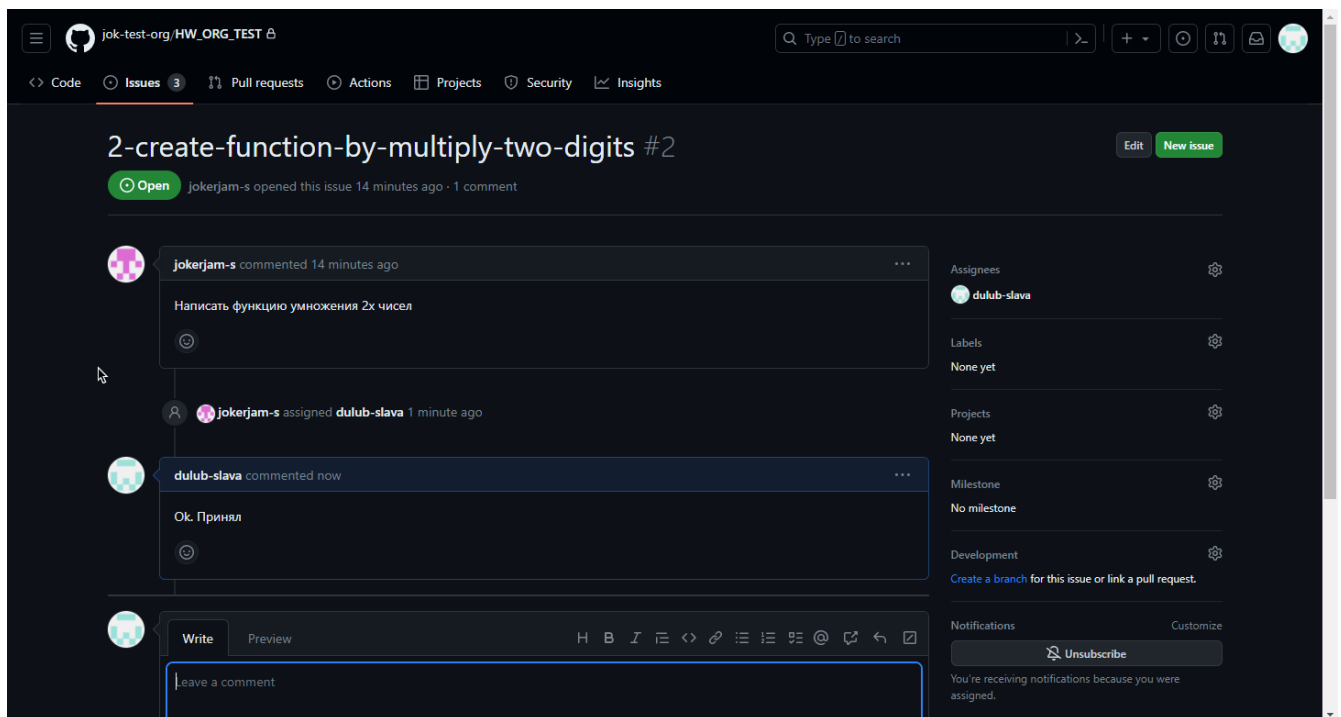 jok-test-org/HW_ORG_TEST
Type / to search
Code
Issues 3
Pull requests
Actions
Projects
Security
Insights
2-create-function-by-multiply-two-digits #2
Edit
New issue
Open
jokerjam-s opened this issue 14 minutes ago · 1 comment
jokerjam-s commented 14 minutes ago
Написать функцию умножения 2х чисел
jokerjam-s assigned dulub-slava 1 minute ago
dulub-slava commented now
Ok. Принял
Write
Preview
Leave a comment
Assignees
dulub-slava
Labels
None yet
Projects
None yet
Milestone
No milestone
Development
Create a branch for this issue or link a pull request.
Notifications
Customize
Unsubscribe
You're receiving notifications because you were
assigned.